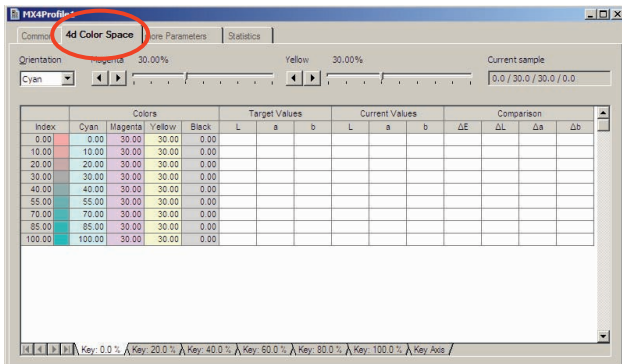 MX4Profile1
Common 4d Color Space More Parameters Statistics
Orientation Magenta 30.00% Yellow 30.00% Current sample
Cyan 0.0 / 30.0 / 30.0 / 0.0
Colors Target Values Current Values Comparison
Index Cyan Magenta Yellow Black L a b L a b ΔE ΔL Δa Δb
0.00 0.00 30.00 30.00 0.00
10.00 10.00 30.00 30.00 0.00
20.00 20.00 30.00 30.00 0.00
30.00 30.00 30.00 30.00 0.00
40.00 40.00 30.00 30.00 0.00
55.00 55.00 30.00 30.00 0.00
70.00 70.00 30.00 30.00 0.00
85.00 85.00 30.00 30.00 0.00
100.00 100.00 30.00 30.00 0.00
Key: 0.0 % Key: 20.0 % Key: 40.0 % Key: 60.0 % Key: 80.0 % Key: 100.0 % Key Axis